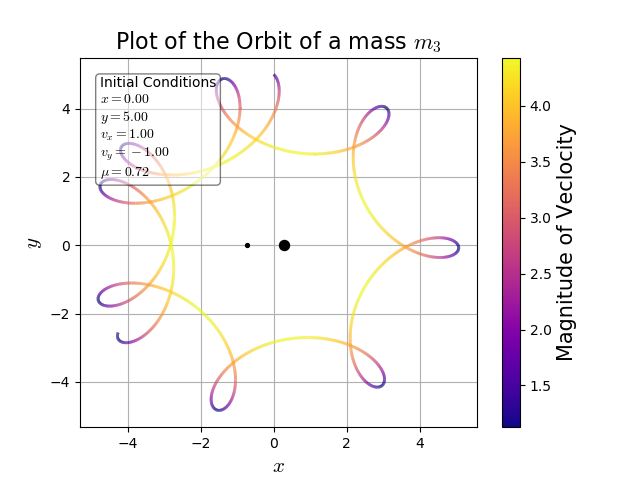 Plot of the Orbit of a mass m₃
Initial Conditions
x = 0.00
y = 5.00
vₓ = 1.00
v_y = −1.00
μ = 0.72
4
2
0
−2
−4
y
−4 −2 0 2 4
x
4.0
3.5
3.0
2.5
2.0
1.5
Magnitude of Veclocity